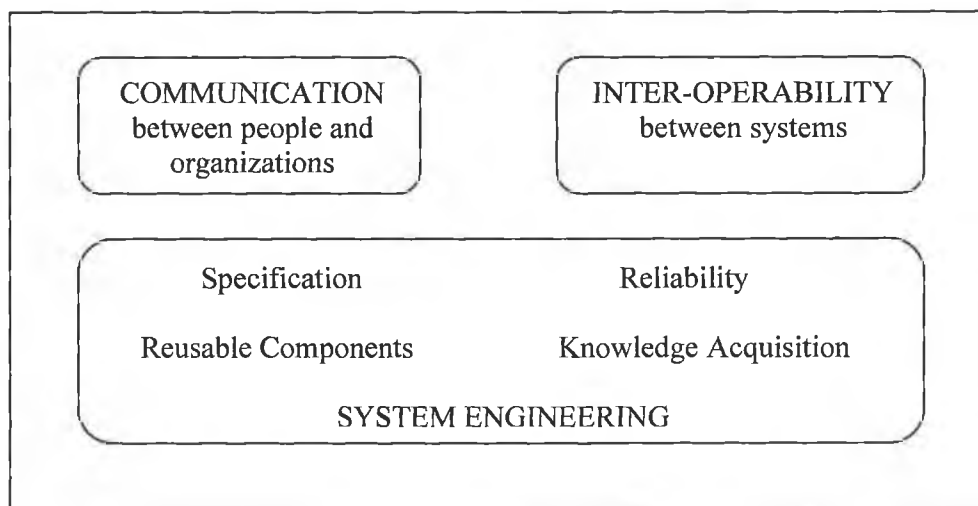 COMMUNICATION
between people and
organizations
INTER-OPERABILITY
between systems
Specification
Reliability
Reusable Components
Knowledge Acquisition
SYSTEM ENGINEERING